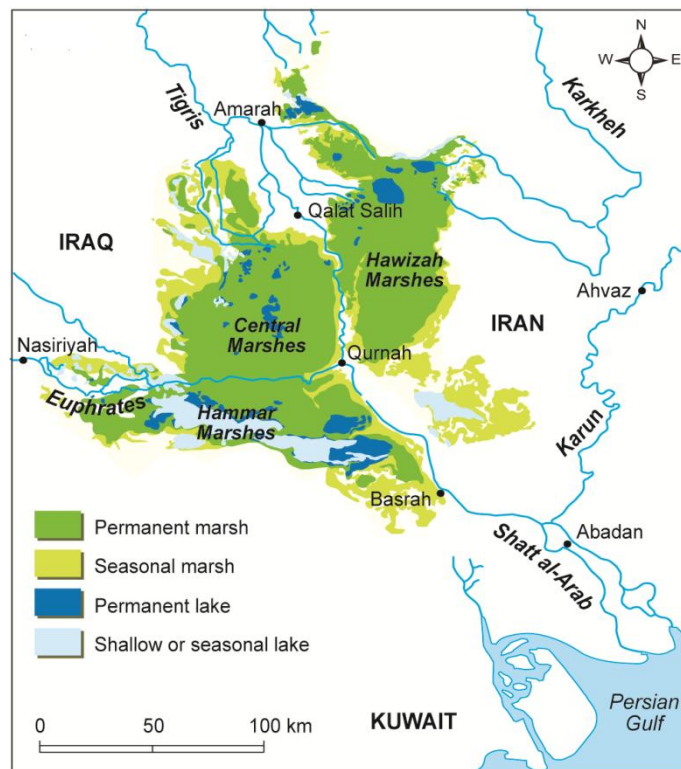 N
W
E
S
Tigris
Karkheh
Amarah
Qalat Salih
IRAQ
Hawizah
Marshes
Ahvaz
IRAN
Central
Marshes
Nasiriyah
Qurnah
Euphrates
Hammar
Marshes
Karun
Basrah
Abadan
Shatt al-Arab
Permanent marsh
Seasonal marsh
Permanent lake
Shallow or seasonal lake
0
50
100 km
KUWAIT
Persian
Gulf